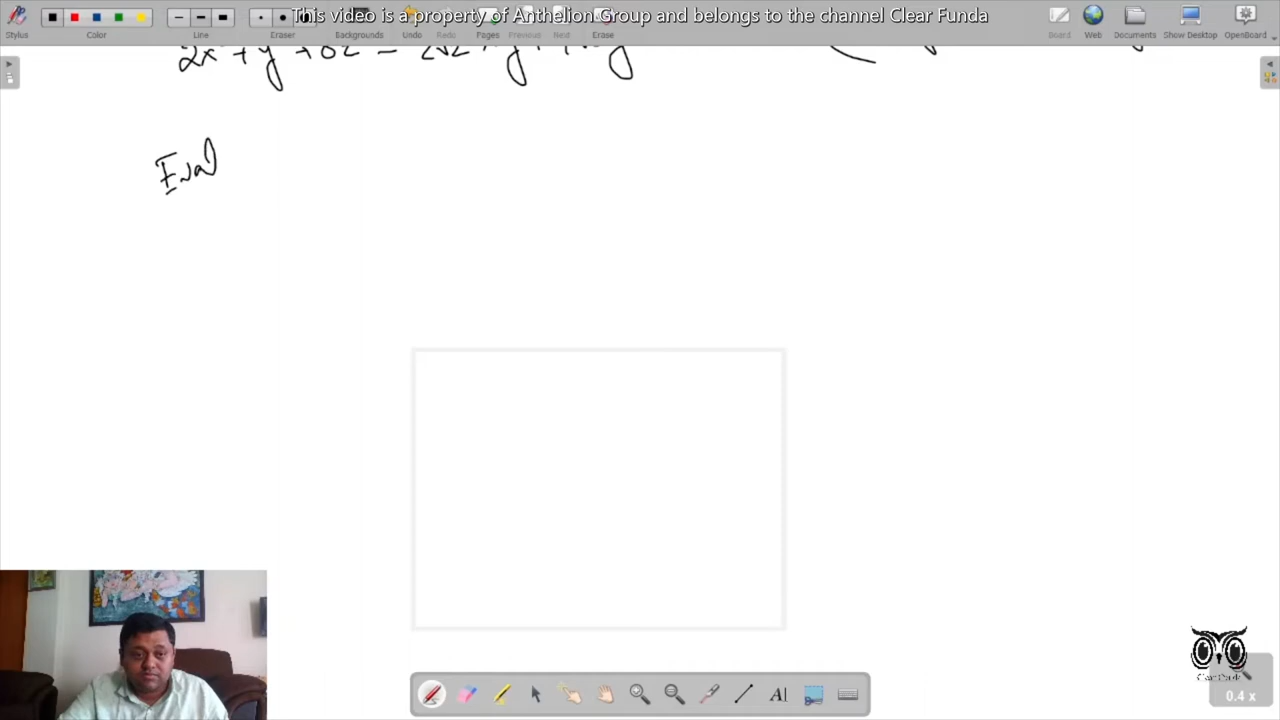 This video is a property of Anthelion Group and belongs to the channel Clear Funda
Stylus Color Line Eraser Backgrounds Undo Redo Pages Previous Next Erase Board Web Documents Show Desktop OpenBoard
Eval
AI
0.4 x